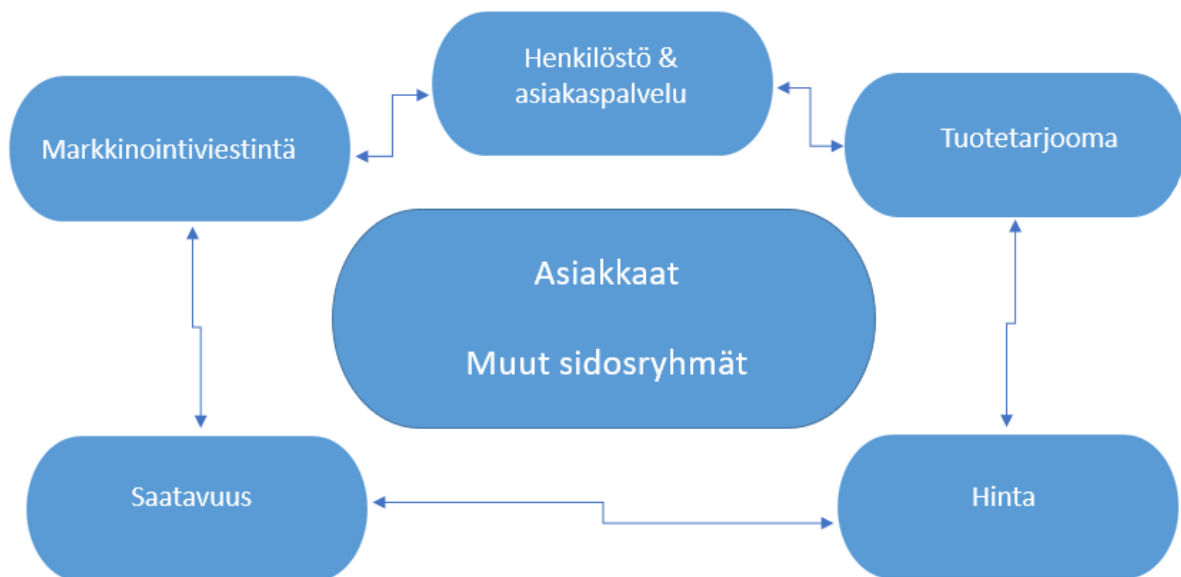 Henkilöstö &
asiakaspalvelu
Markkinointiviestintä
Tuotetarjooma
Asiakkaat
Muut sidosryhmät
Saatavuus
Hinta